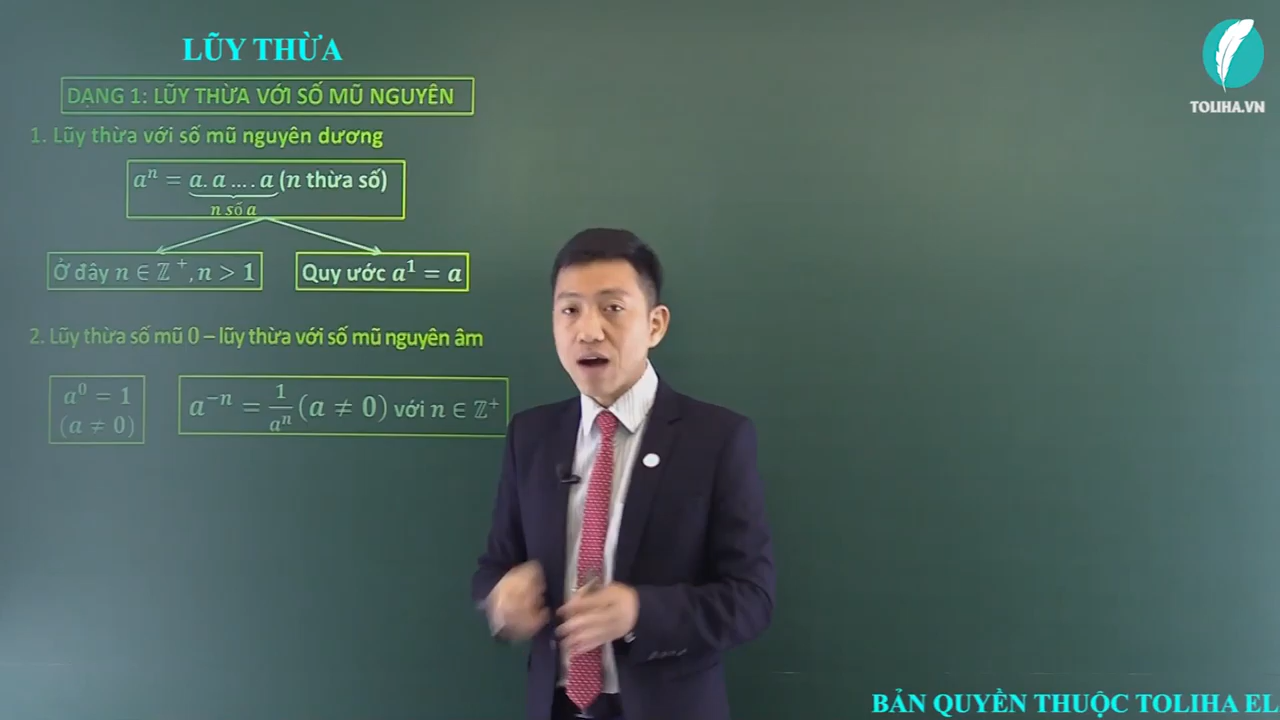 LŨY THỪA
TOLIHA.VN
DẠNG 1: LŨY THỪA VỚI SỐ MŨ NGUYÊN
1. Lũy thừa với số mũ nguyên dương
aⁿ = a. a …. a (n thừa số)
n số a
Ở đây n ∈ ℤ⁺, n > 1
Quy ước a¹ = a
2. Lũy thừa số mũ 0 – lũy thừa với số mũ nguyên âm
a⁰ = 1
(a ≠ 0)
a⁻ⁿ = 1/aⁿ (a ≠ 0) với n ∈ ℤ⁺
BẢN QUYỀN THUỘC TOLIHA EL